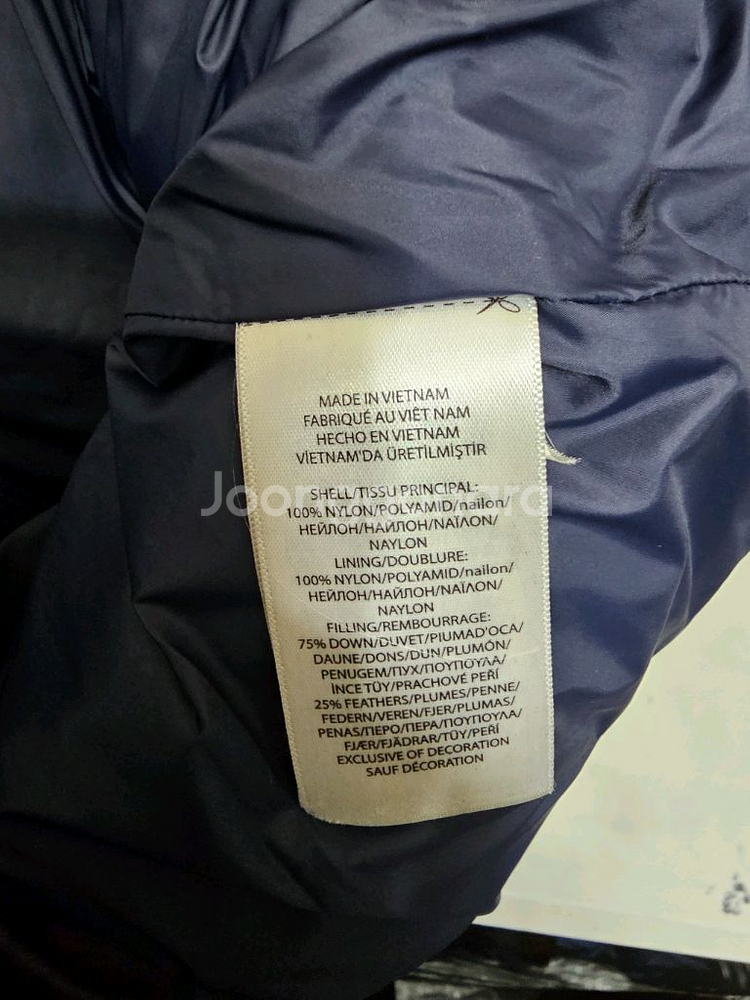 MADE IN VIETNAM
FABRIQUÉ AU VIÊT NAM
HECHO EN VIETNAM
VİETNAM'DA ÜRETİLMİŞTİR
SHELL/TISSU PRINCIPAL:
100% NYLON/POLYAMID/nailon/
НЕЙЛОН/НАЙЛОН/ΝΑΪΛΟΝ/
NAYLON
LINING/DOUBLURE:
100% NYLON/POLYAMID/nailon/
НЕЙЛОН/НАЙЛОН/ΝΑΪΛΟΝ/
NAYLON
FILLING/REMBOURRAGE:
75% DOWN/DUVET/PIUMAD'OCA/
DAUNE/DONS/DUN/PLUMÓN/
PENUGEM/ПУХ/ΠΟΥΠΟΥΛΑ/
İNCE TÜY/PRACHOVÉ PEŘÍ
25% FEATHERS/PLUMES/PENNE/
FEDERN/VEREN/FJER/PLUMAS/
PENAS/ПЕРО/ПЕРА/ΠΟΥΠΟΥΛΑ/
FJÆR/FJÄDRAR/TÜY/PEŘÍ
EXCLUSIVE OF DECORATION
SAUF DÉCORATION